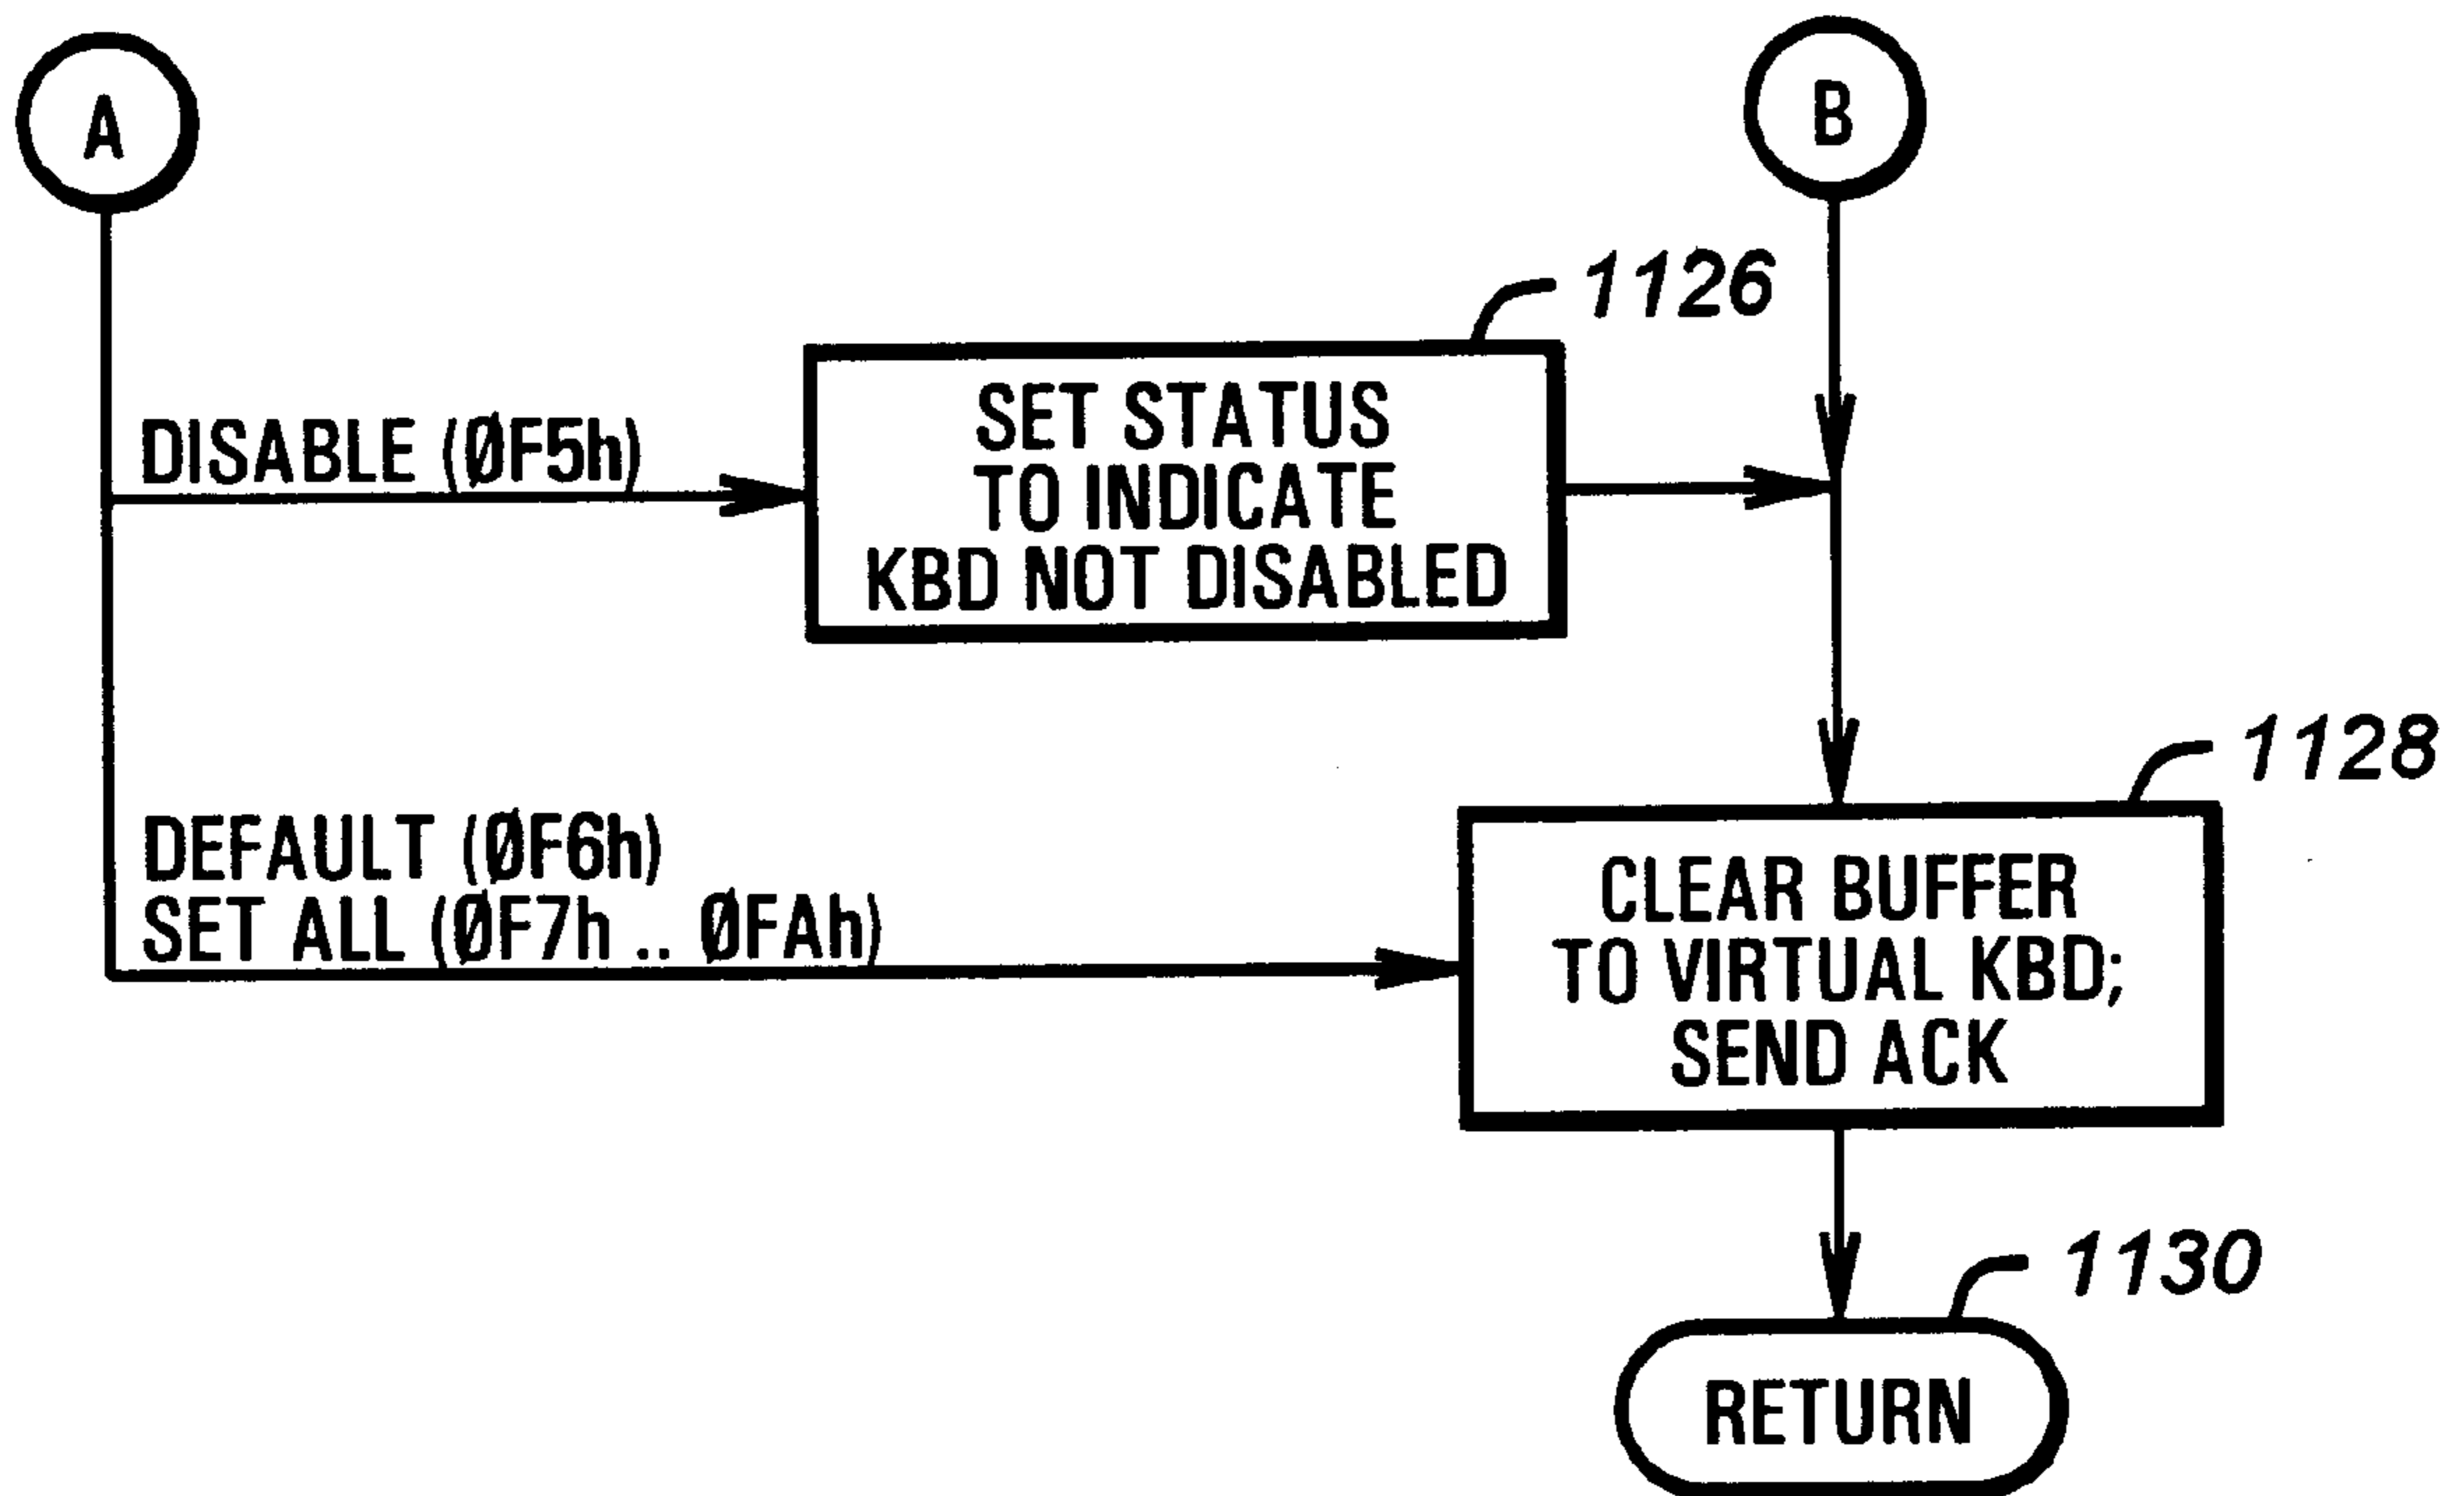 A
B
1126
SET STATUS
TO INDICATE
KBD NOT DISABLED
DISABLE (ØF5h)
1128
DEFAULT (ØF6h)
SET ALL (ØF7h .. ØFAh)
CLEAR BUFFER
TO VIRTUAL KBD;
SEND ACK
1130
RETURN